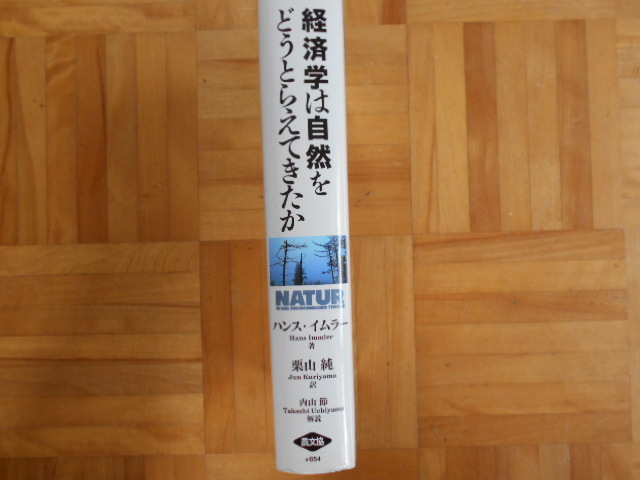 経済学は自然を
どうとらえてきたか
NATUR
ハンス・イムラー
Hans Immler
著
栗山 純
Jun Kuriyama
訳
内山 節
Takashi Uchiyama
解説
農文協